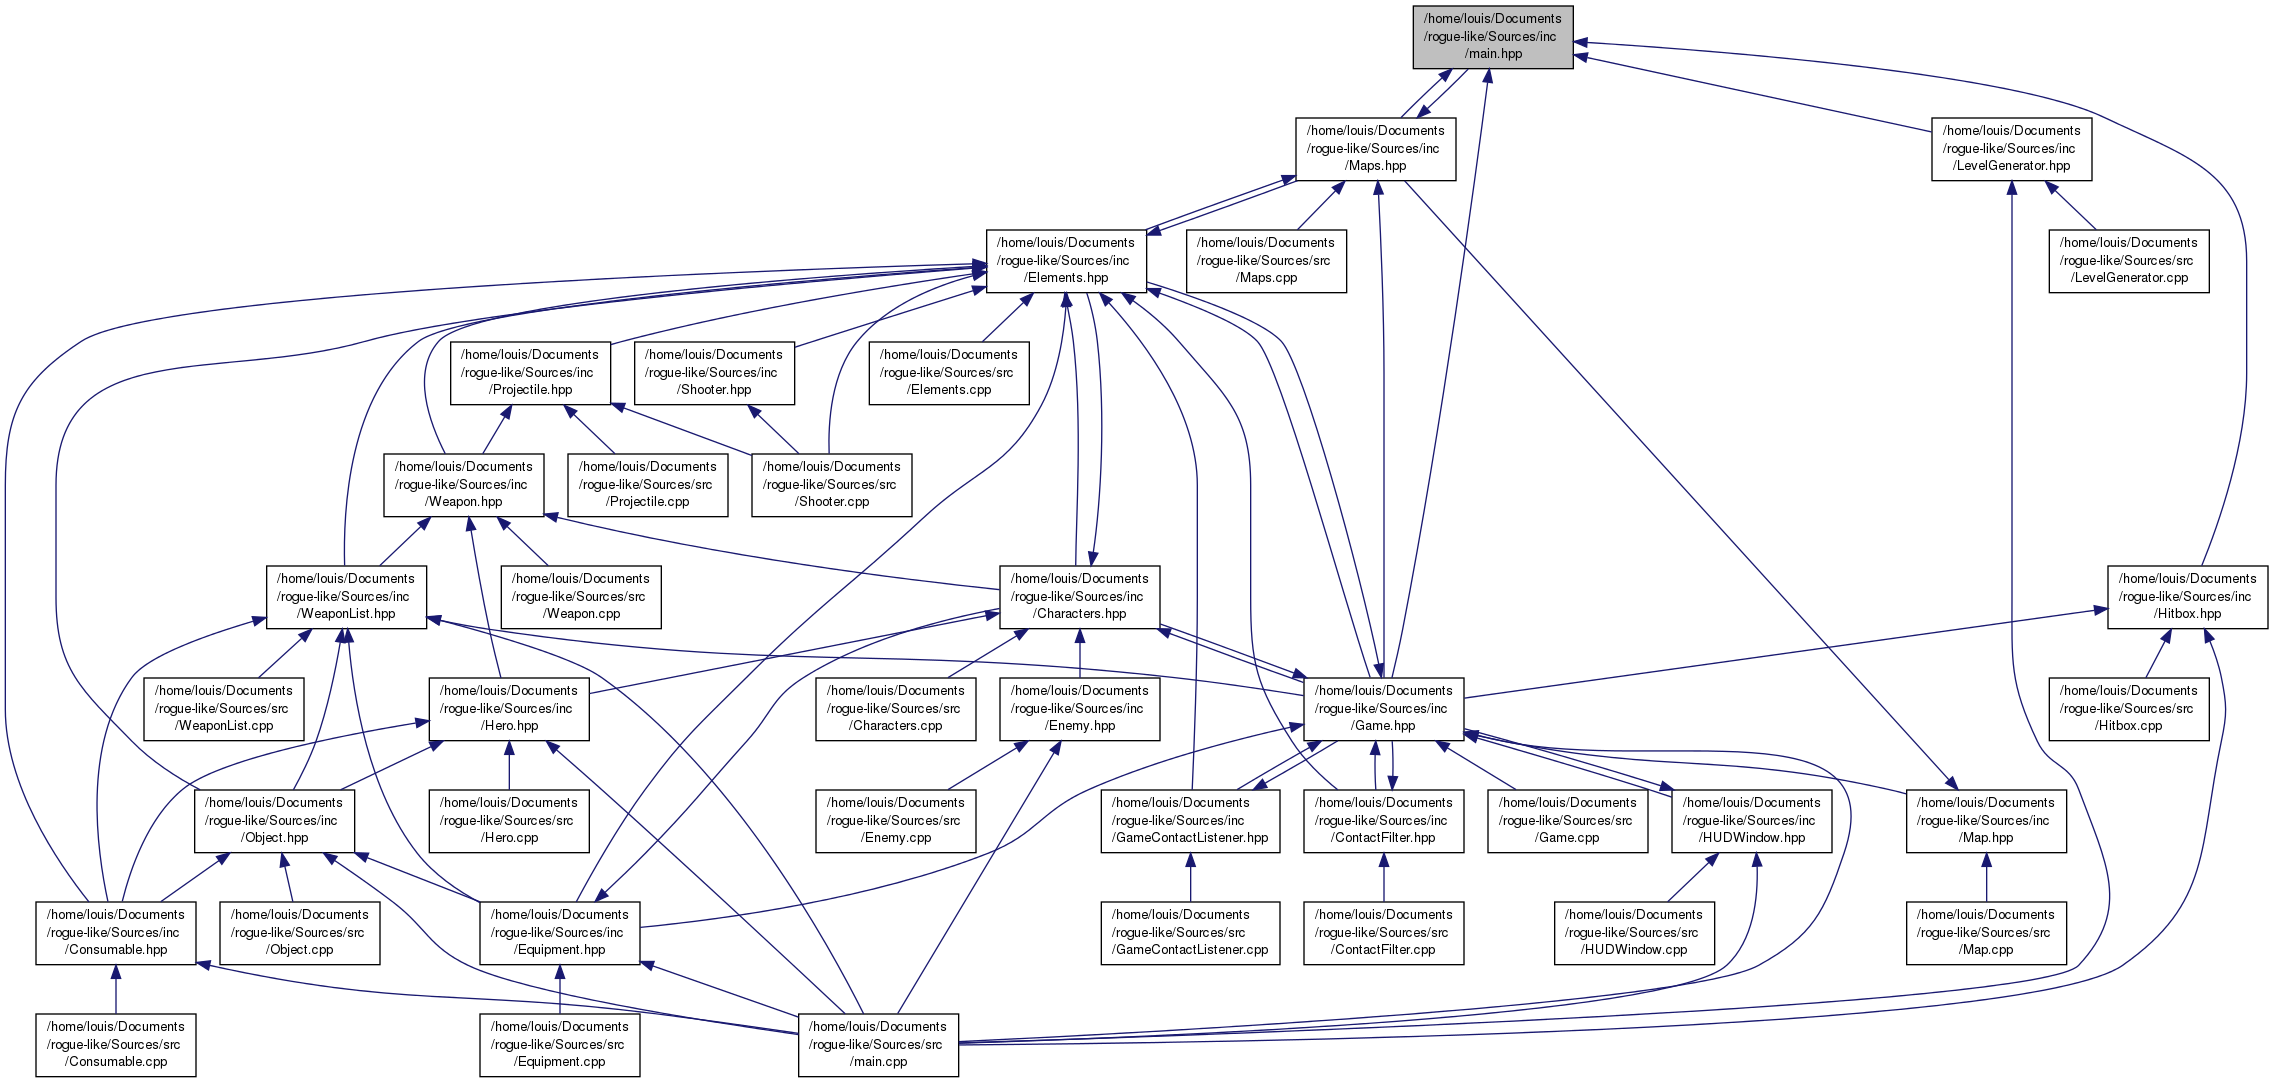 /home/louis/Documents
/rogue-like/Sources/inc
/main.hpp
/home/louis/Documents
/rogue-like/Sources/inc
/Maps.hpp
/home/louis/Documents
/rogue-like/Sources/inc
/LevelGenerator.hpp
/home/louis/Documents
/rogue-like/Sources/inc
/Elements.hpp
/home/louis/Documents
/rogue-like/Sources/src
/Maps.cpp
/home/louis/Documents
/rogue-like/Sources/src
/LevelGenerator.cpp
/home/louis/Documents
/rogue-like/Sources/inc
/Projectile.hpp
/home/louis/Documents
/rogue-like/Sources/inc
/Shooter.hpp
/home/louis/Documents
/rogue-like/Sources/src
/Elements.cpp
/home/louis/Documents
/rogue-like/Sources/inc
/Weapon.hpp
/home/louis/Documents
/rogue-like/Sources/src
/Projectile.cpp
/home/louis/Documents
/rogue-like/Sources/src
/Shooter.cpp
/home/louis/Documents
/rogue-like/Sources/inc
/WeaponList.hpp
/home/louis/Documents
/rogue-like/Sources/src
/Weapon.cpp
/home/louis/Documents
/rogue-like/Sources/inc
/Characters.hpp
/home/louis/Documents
/rogue-like/Sources/inc
/Hitbox.hpp
/home/louis/Documents
/rogue-like/Sources/src
/WeaponList.cpp
/home/louis/Documents
/rogue-like/Sources/inc
/Hero.hpp
/home/louis/Documents
/rogue-like/Sources/src
/Characters.cpp
/home/louis/Documents
/rogue-like/Sources/inc
/Enemy.hpp
/home/louis/Documents
/rogue-like/Sources/inc
/Game.hpp
/home/louis/Documents
/rogue-like/Sources/src
/Hitbox.cpp
/home/louis/Documents
/rogue-like/Sources/inc
/Object.hpp
/home/louis/Documents
/rogue-like/Sources/src
/Hero.cpp
/home/louis/Documents
/rogue-like/Sources/src
/Enemy.cpp
/home/louis/Documents
/rogue-like/Sources/inc
/GameContactListener.hpp
/home/louis/Documents
/rogue-like/Sources/inc
/ContactFilter.hpp
/home/louis/Documents
/rogue-like/Sources/src
/Game.cpp
/home/louis/Documents
/rogue-like/Sources/inc
/HUDWindow.hpp
/home/louis/Documents
/rogue-like/Sources/inc
/Map.hpp
/home/louis/Documents
/rogue-like/Sources/inc
/Consumable.hpp
/home/louis/Documents
/rogue-like/Sources/src
/Object.cpp
/home/louis/Documents
/rogue-like/Sources/inc
/Equipment.hpp
/home/louis/Documents
/rogue-like/Sources/src
/GameContactListener.cpp
/home/louis/Documents
/rogue-like/Sources/src
/ContactFilter.cpp
/home/louis/Documents
/rogue-like/Sources/src
/HUDWindow.cpp
/home/louis/Documents
/rogue-like/Sources/src
/Map.cpp
/home/louis/Documents
/rogue-like/Sources/src
/Consumable.cpp
/home/louis/Documents
/rogue-like/Sources/src
/Equipment.cpp
/home/louis/Documents
/rogue-like/Sources/src
/main.cpp